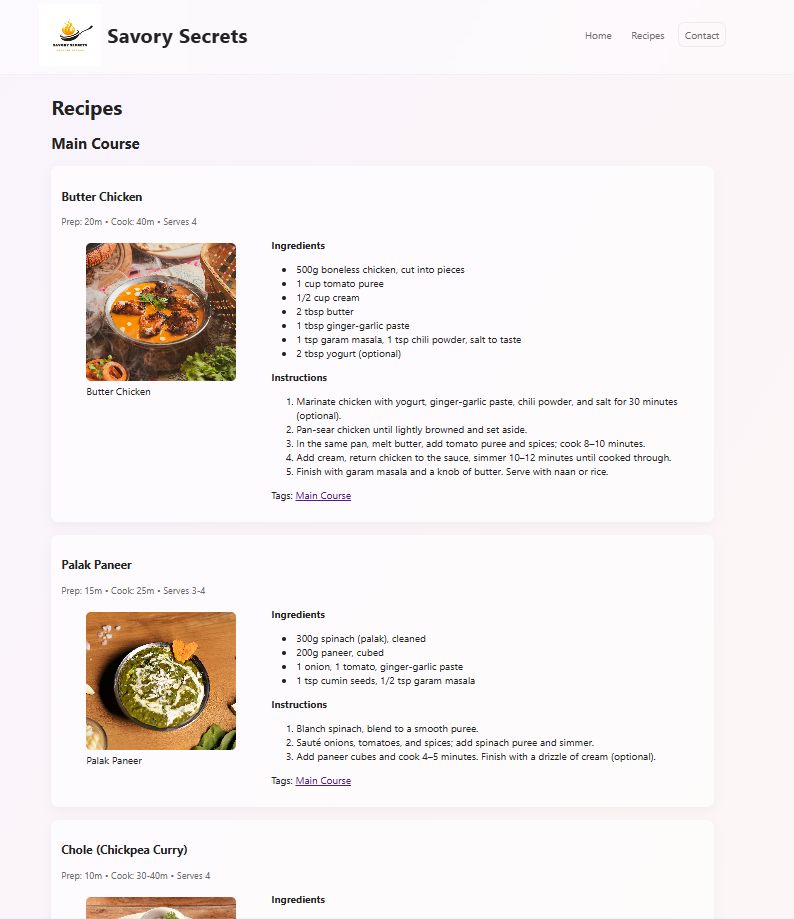 SAVORY SECRETS
Savory Secrets
Home
Recipes
Contact
Recipes
Main Course
Butter Chicken
Prep: 20m • Cook: 40m • Serves 4
Butter Chicken
Ingredients
• 500g boneless chicken, cut into pieces
• 1 cup tomato puree
• 1/2 cup cream
• 2 tbsp butter
• 1 tbsp ginger-garlic paste
• 1 tsp garam masala, 1 tsp chili powder, salt to taste
• 2 tbsp yogurt (optional)
Instructions
1. Marinate chicken with yogurt, ginger-garlic paste, chili powder, and salt for 30 minutes
(optional).
2. Pan-sear chicken until lightly browned and set aside.
3. In the same pan, melt butter, add tomato puree and spices; cook 8–10 minutes.
4. Add cream, return chicken to the sauce, simmer 10–12 minutes until cooked through.
5. Finish with garam masala and a knob of butter. Serve with naan or rice.
Tags: Main Course
Palak Paneer
Prep: 15m • Cook: 25m • Serves 3-4
Palak Paneer
Ingredients
• 300g spinach (palak), cleaned
• 200g paneer, cubed
• 1 onion, 1 tomato, ginger-garlic paste
• 1 tsp cumin seeds, 1/2 tsp garam masala
Instructions
1. Blanch spinach, blend to a smooth puree.
2. Sauté onions, tomatoes, and spices; add spinach puree and simmer.
3. Add paneer cubes and cook 4–5 minutes. Finish with a drizzle of cream (optional).
Tags: Main Course
Chole (Chickpea Curry)
Prep: 10m • Cook: 30-40m • Serves 4
Ingredients